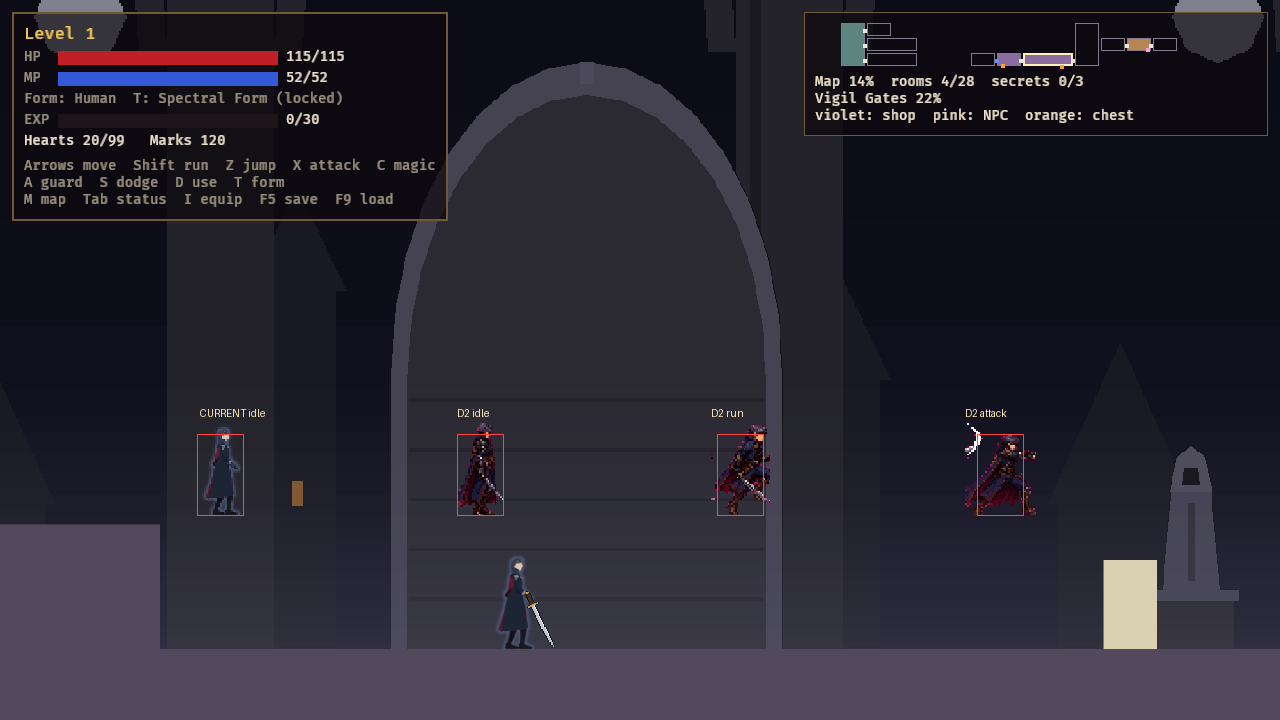 Level 1
HP 115/115
MP 52/52
Form: Human  T: Spectral Form (locked)
EXP 0/30
Hearts 20/99  Marks 120
Arrows move  Shift run  Z jump  X attack  C magic
A guard  S dodge  D use  T form
M map  Tab status  I equip  F5 save  F9 load
Map 14%  rooms 4/28  secrets 0/3
Vigil Gates 22%
violet: shop  pink: NPC  orange: chest
CURRENT idle
D2 idle
D2 run
D2 attack